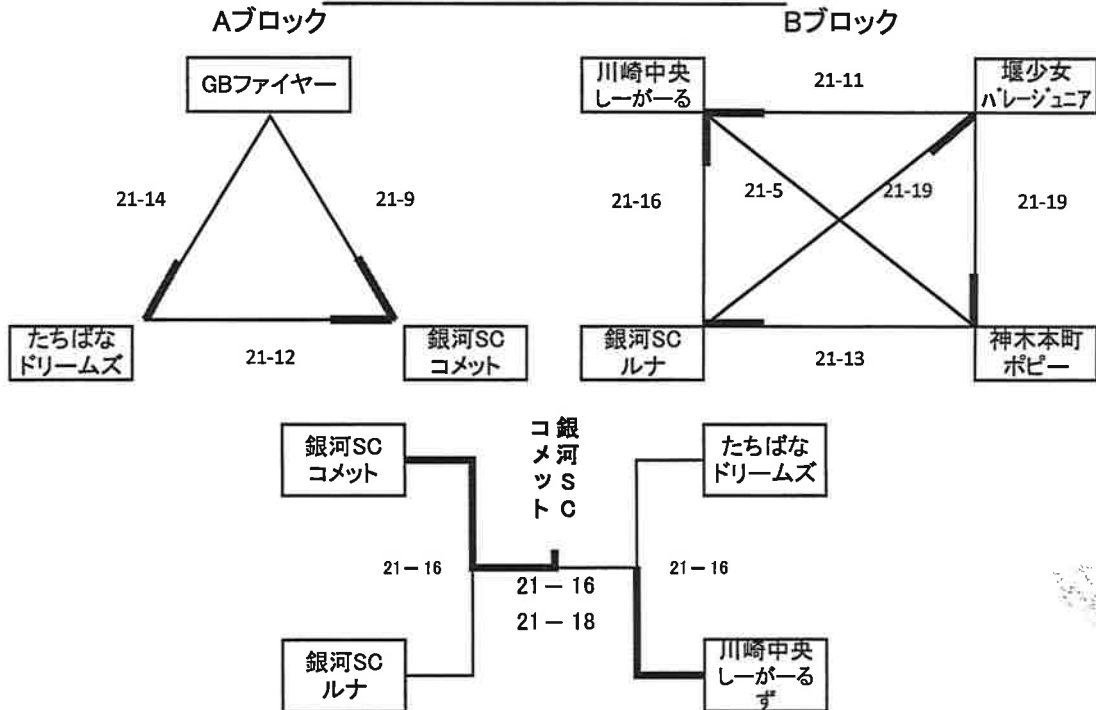 Aブロック
Bブロック
GBファイヤー
21-14
21-9
たちばな
ドリームズ
21-12
銀河SC
コメット
川崎中央
しーがーる
21-11
堰少女
バレージュニア
21-16
21-5
21-19
21-19
銀河SC
ルナ
21-13
神木本町
ポピー
銀河SC
コメット
銀河SC
コメット
たちばな
ドリームズ
21－16
21－16
21－18
21－16
銀河SC
ルナ
川崎中央
しーがーる
ず